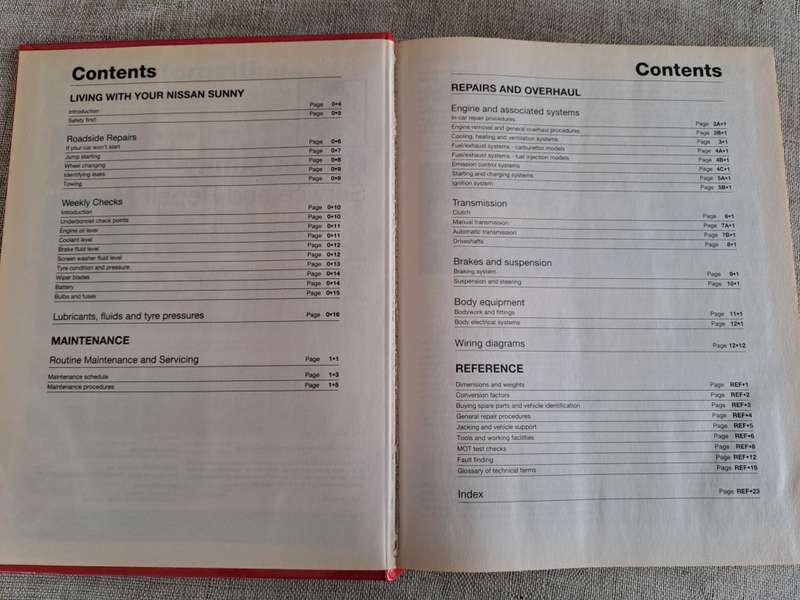 Contents
LIVING WITH YOUR NISSAN SUNNY
Introduction Page 0•4
Safety first! Page 0•5
Roadside Repairs
If your car won't start Page 0•6
Jump starting Page 0•7
Wheel changing Page 0•8
Identifying leaks Page 0•9
Towing Page 0•9
Weekly Checks
Introduction Page 0•10
Underbonnet check points Page 0•10
Engine oil level Page 0•11
Coolant level Page 0•11
Brake fluid level Page 0•12
Screen washer fluid level Page 0•12
Tyre condition and pressure Page 0•13
Wiper blades Page 0•14
Battery Page 0•14
Bulbs and fuses Page 0•15
Lubricants, fluids and tyre pressures Page 0•16
MAINTENANCE
Routine Maintenance and Servicing Page 1•1
Maintenance schedule Page 1•3
Maintenance procedures Page 1•5
Contents
REPAIRS AND OVERHAUL
Engine and associated systems
In-car repair procedures Page 2A•1
Engine removal and general overhaul procedures Page 2B•1
Cooling, heating and ventilation systems Page 3•1
Fuel/exhaust systems - carburettor models Page 4A•1
Fuel/exhaust systems - fuel injection models Page 4B•1
Emission control systems Page 4C•1
Starting and charging systems Page 5A•1
Ignition system Page 5B•1
Transmission
Clutch Page 6•1
Manual transmission Page 7A•1
Automatic transmission Page 7B•1
Driveshafts Page 8•1
Brakes and suspension
Braking system Page 9•1
Suspension and steering Page 10•1
Body equipment
Bodywork and fittings Page 11•1
Body electrical systems Page 12•1
Wiring diagrams Page 12•12
REFERENCE
Dimensions and weights Page REF•1
Conversion factors Page REF•2
Buying spare parts and vehicle identification Page REF•3
General repair procedures Page REF•4
Jacking and vehicle support Page REF•5
Tools and working facilities Page REF•6
MOT test checks Page REF•8
Fault finding Page REF•12
Glossary of technical terms Page REF•19
Index Page REF•23